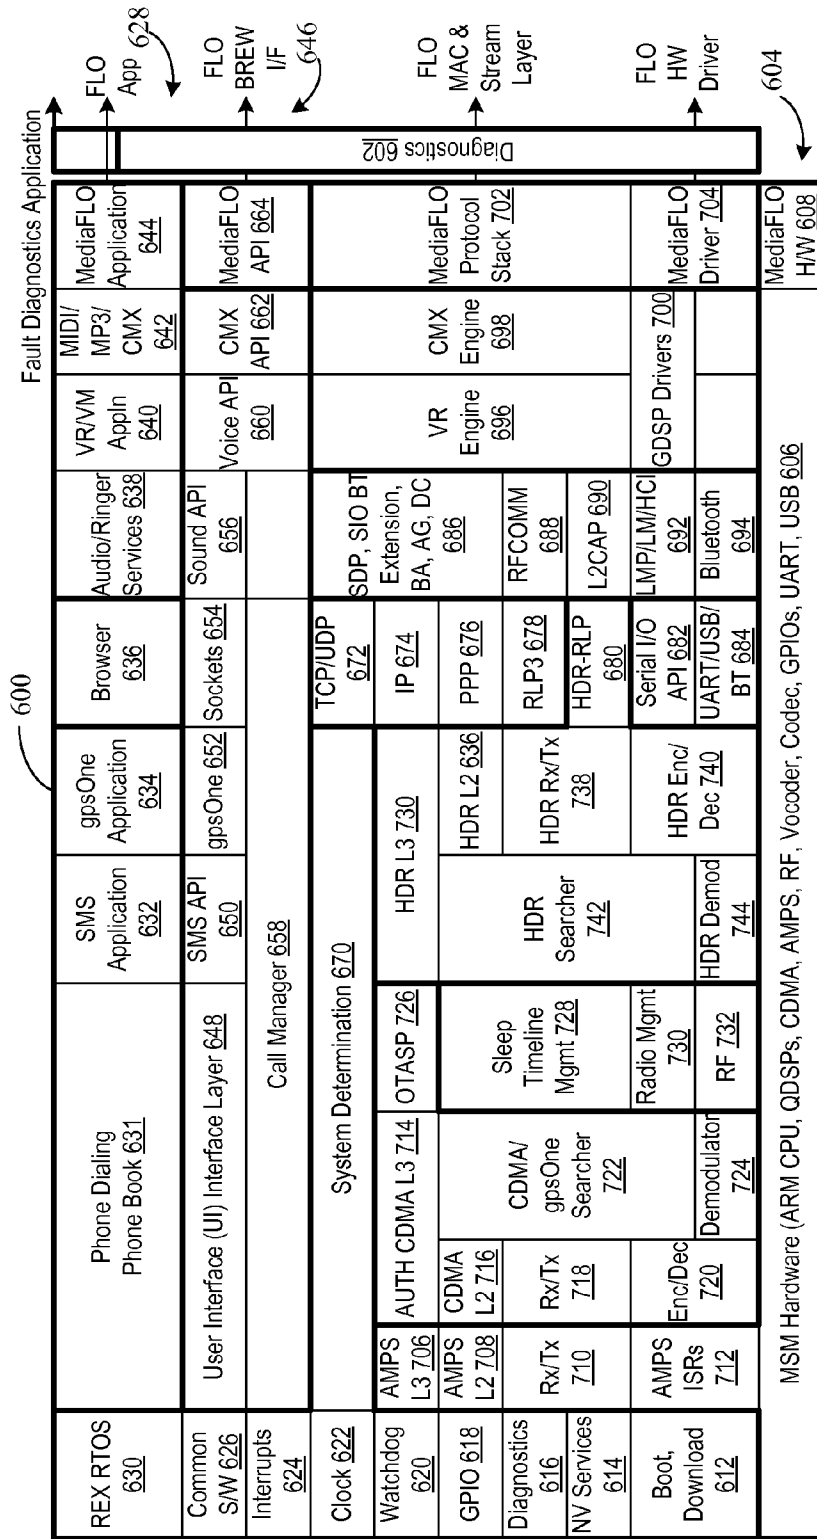 600
Fault Diagnostics Application
REX RTOS
630
Phone Dialing
Phone Book 631
SMS
Application
632
gpsOne
Application
634
Browser
636
Audio/Ringer
Services 638
VR/VM
Appln
640
MIDI/
MP3/
CMX
642
MediaFLO
Application
644
FLO
App
628
Common
S/W 626
User Interface (UI) Interface Layer 648
SMS API
650
gpsOne 652
Sockets 654
Sound API
656
Voice API
660
CMX
API 662
MediaFLO
API 664
FLO
BREW
I/F
646
Interrupts
624
Call Manager 658
Clock 622
System Determination 670
TCP/UDP
672
SDP, SIO BT
Extension,
BA, AG, DC
686
VR
Engine
696
CMX
Engine
698
MediaFLO
Protocol
Stack 702
Diagnostics 602
FLO
MAC &
Stream
Layer
Watchdog
620
AMPS
L3 706
AUTH CDMA L3 714
OTASP 726
HDR L3 730
IP 674
GPIO 618
AMPS
L2 708
CDMA
L2 716
CDMA/
gpsOne
Searcher
722
Sleep
Timeline
Mgmt 728
HDR
Searcher
742
HDR L2 636
PPP 676
Diagnostics
616
Rx/Tx
710
Rx/Tx
718
HDR Rx/Tx
738
RLP3 678
RFCOMM
688
NV Services
614
HDR-RLP
680
L2CAP 690
Boot,
Download
612
AMPS
ISRs
712
Enc/Dec
720
Demodulator
724
Radio Mgmt
730
RF 732
HDR Demod
744
HDR Enc/
Dec 740
Serial I/O
API 682
UART/USB/
BT 684
LMP/LM/HCI
692
Bluetooth
694
GDSP Drivers 700
MediaFLO
Driver 704
FLO
HW
Driver
604
MSM Hardware (ARM CPU, QDSPs, CDMA, AMPS, RF, Vocoder, Codec, GPIOs, UART, USB 606
MediaFLO
H/W 608